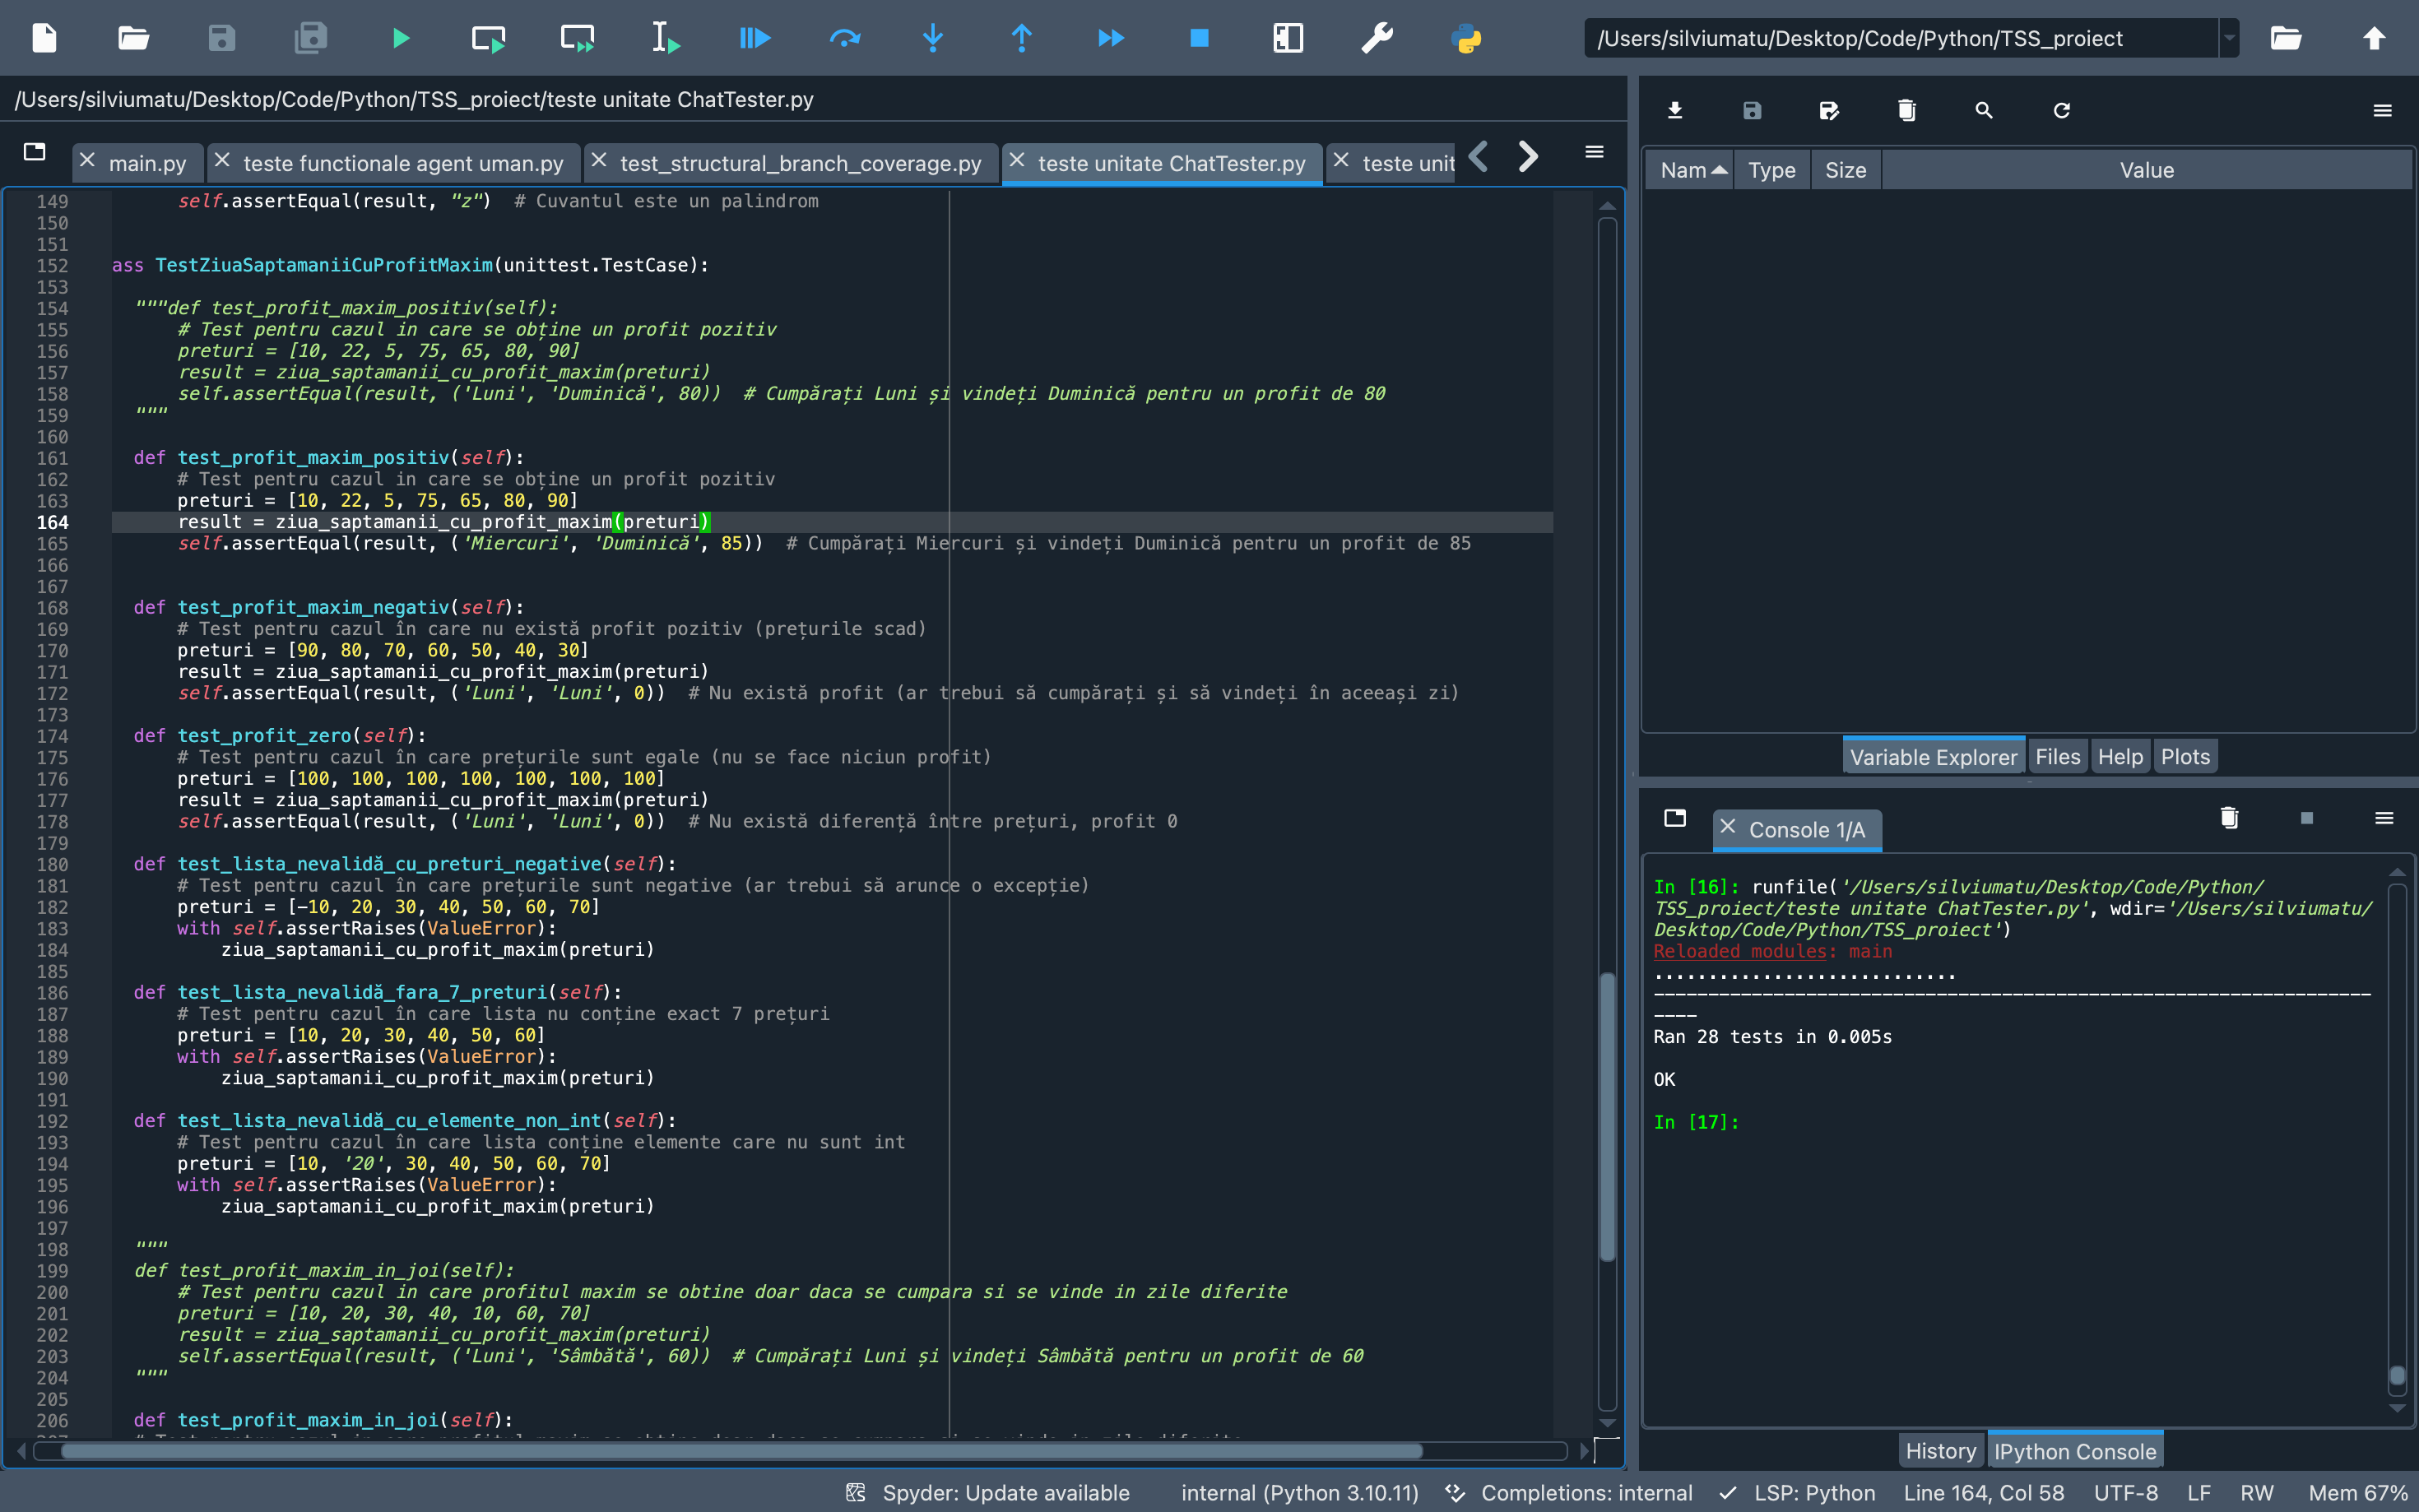 /Users/silviumatu/Desktop/Code/Python/TSS_proiect
/Users/silviumatu/Desktop/Code/Python/TSS_proiect/teste unitate ChatTester.py
main.py
teste functionale agent uman.py
test_structural_branch_coverage.py
teste unitate ChatTester.py
teste unit
149 self.assertEqual(result, "z")  # Cuvantul este un palindrom
150
151
152 ass TestZiuaSaptamaniiCuProfitMaxim(unittest.TestCase):
153
154 """def test_profit_maxim_positiv(self):
155 # Test pentru cazul in care se obține un profit pozitiv
156 preturi = [10, 22, 5, 75, 65, 80, 90]
157 result = ziua_saptamanii_cu_profit_maxim(preturi)
158 self.assertEqual(result, ('Luni', 'Duminică', 80))  # Cumpărați Luni și vindeți Duminică pentru un profit de 80
159 """
160
161 def test_profit_maxim_positiv(self):
162 # Test pentru cazul in care se obține un profit pozitiv
163 preturi = [10, 22, 5, 75, 65, 80, 90]
164 result = ziua_saptamanii_cu_profit_maxim(preturi)
165 self.assertEqual(result, ('Miercuri', 'Duminică', 85))  # Cumpărați Miercuri și vindeți Duminică pentru un profit de 85
166
167
168 def test_profit_maxim_negativ(self):
169 # Test pentru cazul în care nu există profit pozitiv (prețurile scad)
170 preturi = [90, 80, 70, 60, 50, 40, 30]
171 result = ziua_saptamanii_cu_profit_maxim(preturi)
172 self.assertEqual(result, ('Luni', 'Luni', 0))  # Nu există profit (ar trebui să cumpărați și să vindeți în aceeași zi)
173
174 def test_profit_zero(self):
175 # Test pentru cazul în care prețurile sunt egale (nu se face niciun profit)
176 preturi = [100, 100, 100, 100, 100, 100, 100]
177 result = ziua_saptamanii_cu_profit_maxim(preturi)
178 self.assertEqual(result, ('Luni', 'Luni', 0))  # Nu există diferență între prețuri, profit 0
179
180 def test_lista_nevalidă_cu_preturi_negative(self):
181 # Test pentru cazul în care prețurile sunt negative (ar trebui să arunce o excepție)
182 preturi = [-10, 20, 30, 40, 50, 60, 70]
183 with self.assertRaises(ValueError):
184 ziua_saptamanii_cu_profit_maxim(preturi)
185
186 def test_lista_nevalidă_fara_7_preturi(self):
187 # Test pentru cazul în care lista nu conține exact 7 prețuri
188 preturi = [10, 20, 30, 40, 50, 60]
189 with self.assertRaises(ValueError):
190 ziua_saptamanii_cu_profit_maxim(preturi)
191
192 def test_lista_nevalidă_cu_elemente_non_int(self):
193 # Test pentru cazul în care lista conține elemente care nu sunt int
194 preturi = [10, '20', 30, 40, 50, 60, 70]
195 with self.assertRaises(ValueError):
196 ziua_saptamanii_cu_profit_maxim(preturi)
197
198 """
199 def test_profit_maxim_in_joi(self):
200 # Test pentru cazul in care profitul maxim se obtine doar daca se cumpara si se vinde in zile diferite
201 preturi = [10, 20, 30, 40, 10, 60, 70]
202 result = ziua_saptamanii_cu_profit_maxim(preturi)
203 self.assertEqual(result, ('Luni', 'Sâmbătă', 60))  # Cumpărați Luni și vindeți Sâmbătă pentru un profit de 60
204 """
205
206 def test_profit_maxim_in_joi(self):
Nam Type Size Value
Variable Explorer Files Help Plots
Console 1/A
In [16]: runfile('/Users/silviumatu/Desktop/Code/Python/
TSS_proiect/teste unitate ChatTester.py', wdir='/Users/silviumatu/
Desktop/Code/Python/TSS_proiect')
Reloaded modules: main
............................
----------------------------------------------------------------------
Ran 28 tests in 0.005s
OK
In [17]:
History IPython Console
Spyder: Update available internal (Python 3.10.11) Completions: internal LSP: Python Line 164, Col 58 UTF-8 LF RW Mem 67%